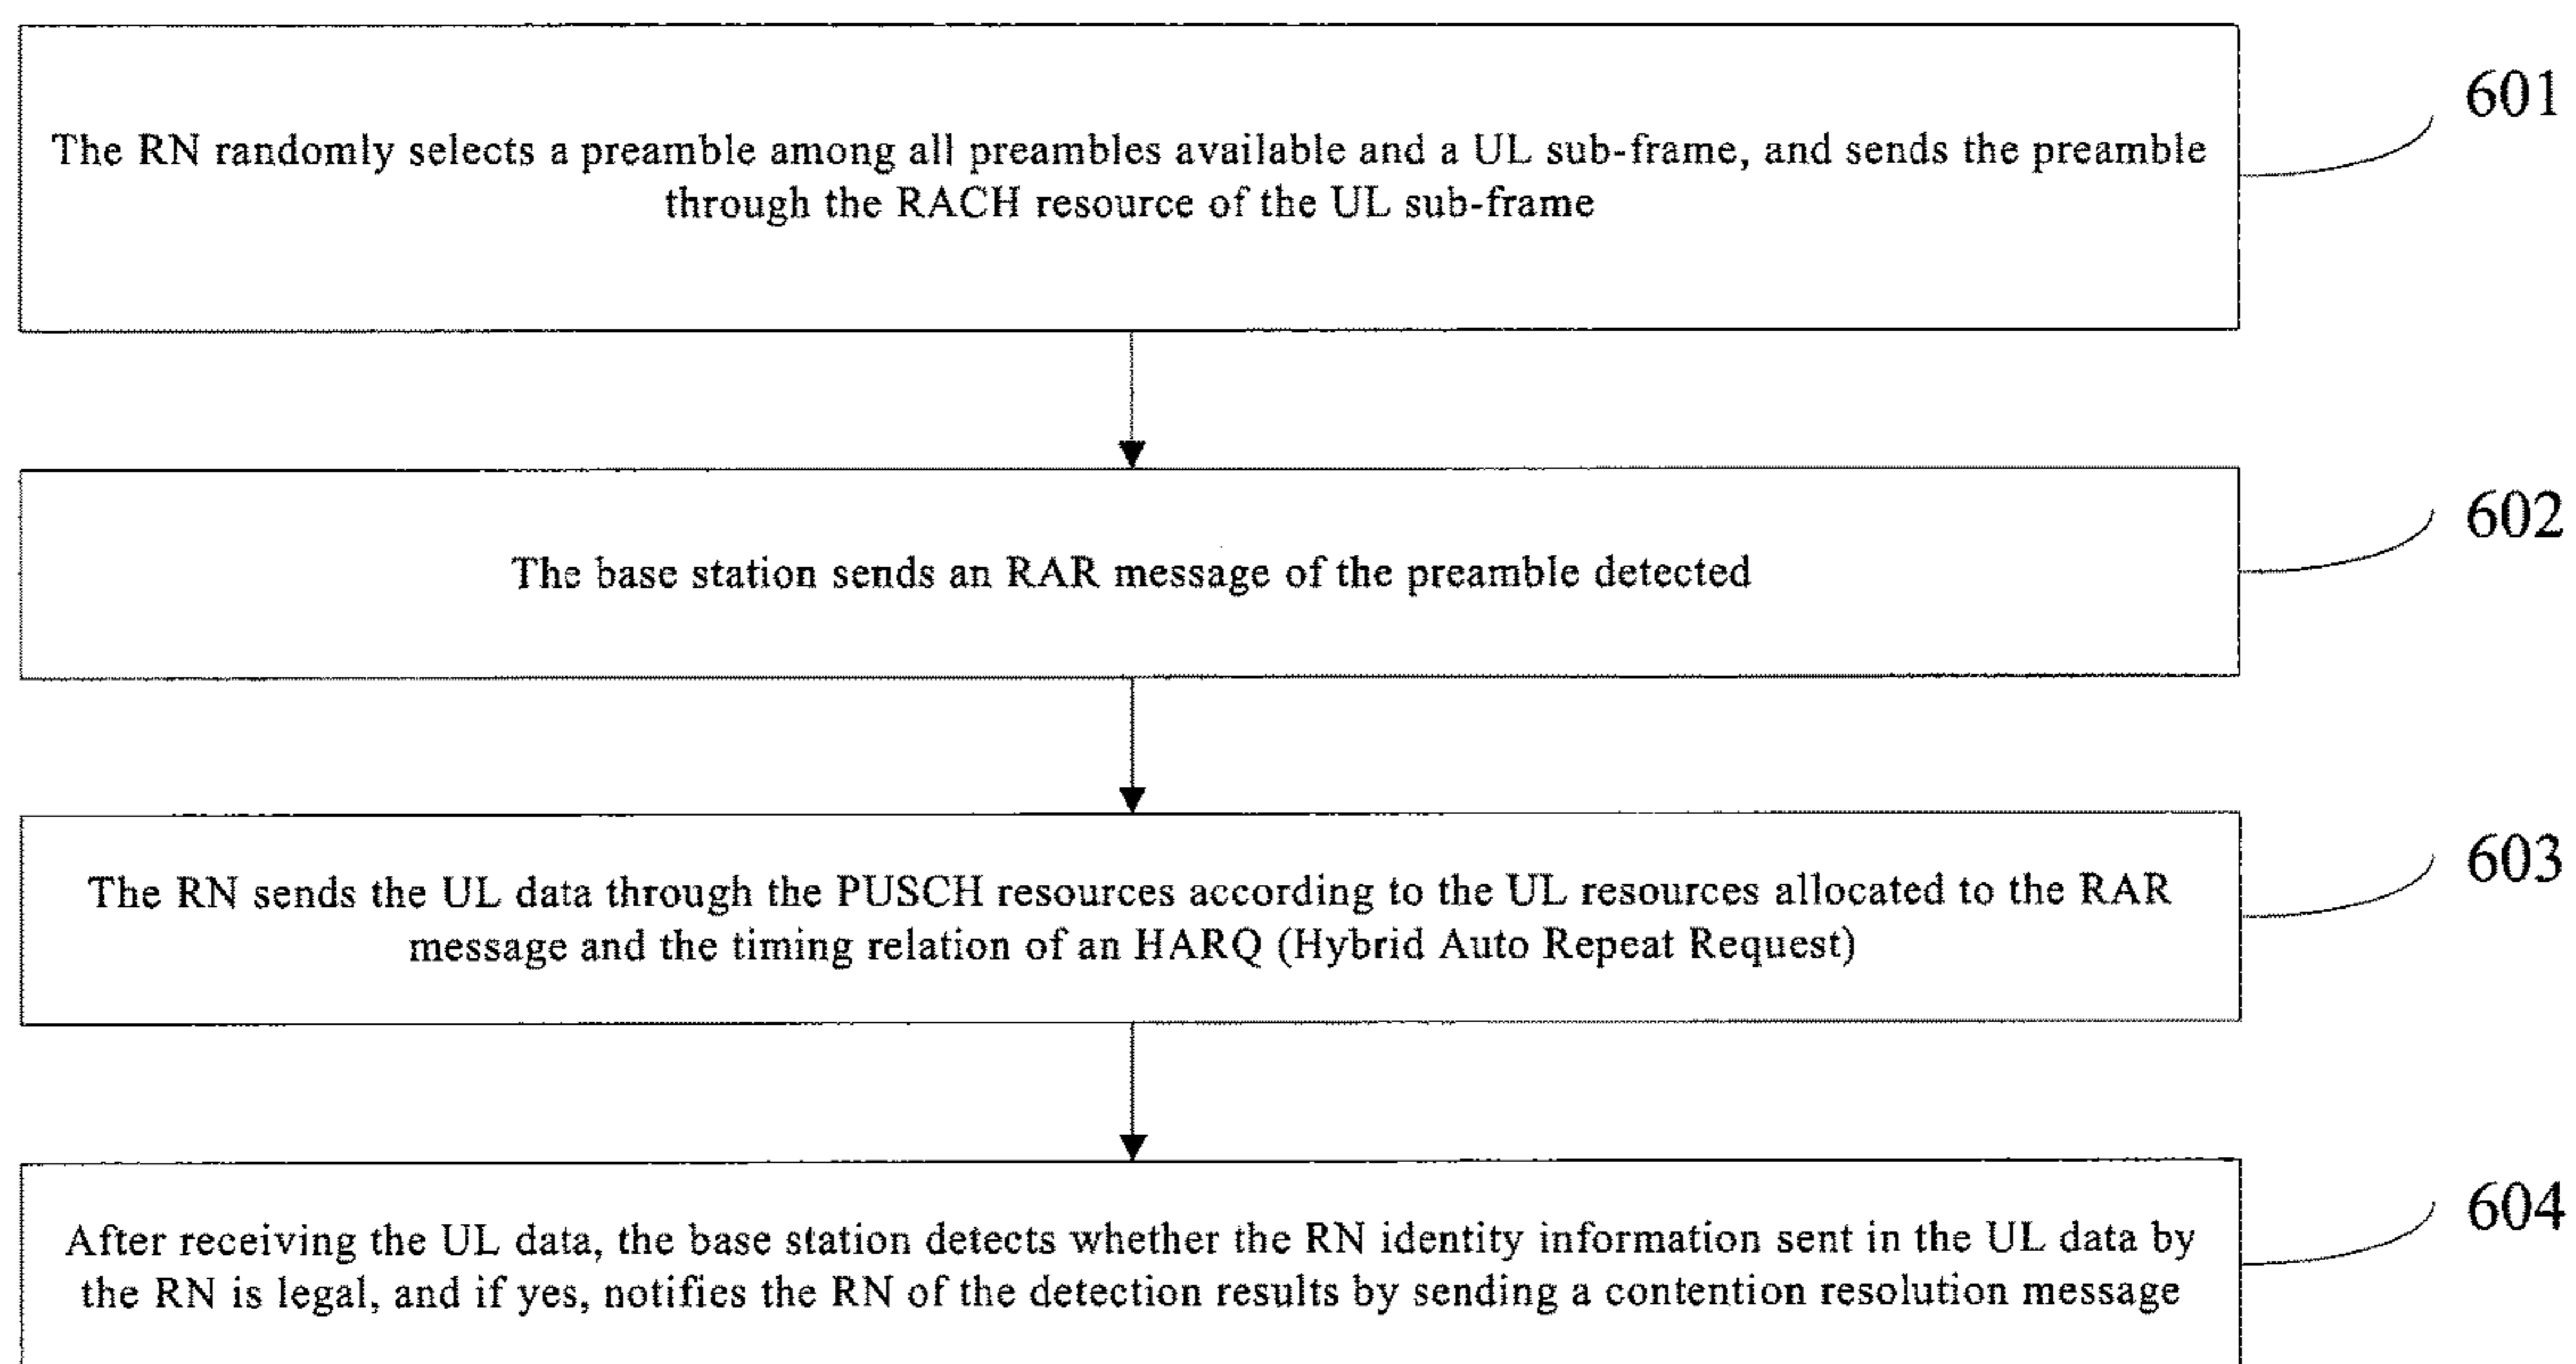 The RN randomly selects a preamble among all preambles available and a UL sub-frame, and sends the preamble
through the RACH resource of the UL sub-frame
601
The base station sends an RAR message of the preamble detected
602
The RN sends the UL data through the PUSCH resources according to the UL resources allocated to the RAR
message and the timing relation of an HARQ (Hybrid Auto Repeat Request)
603
After receiving the UL data, the base station detects whether the RN identity information sent in the UL data by
the RN is legal, and if yes, notifies the RN of the detection results by sending a contention resolution message
604